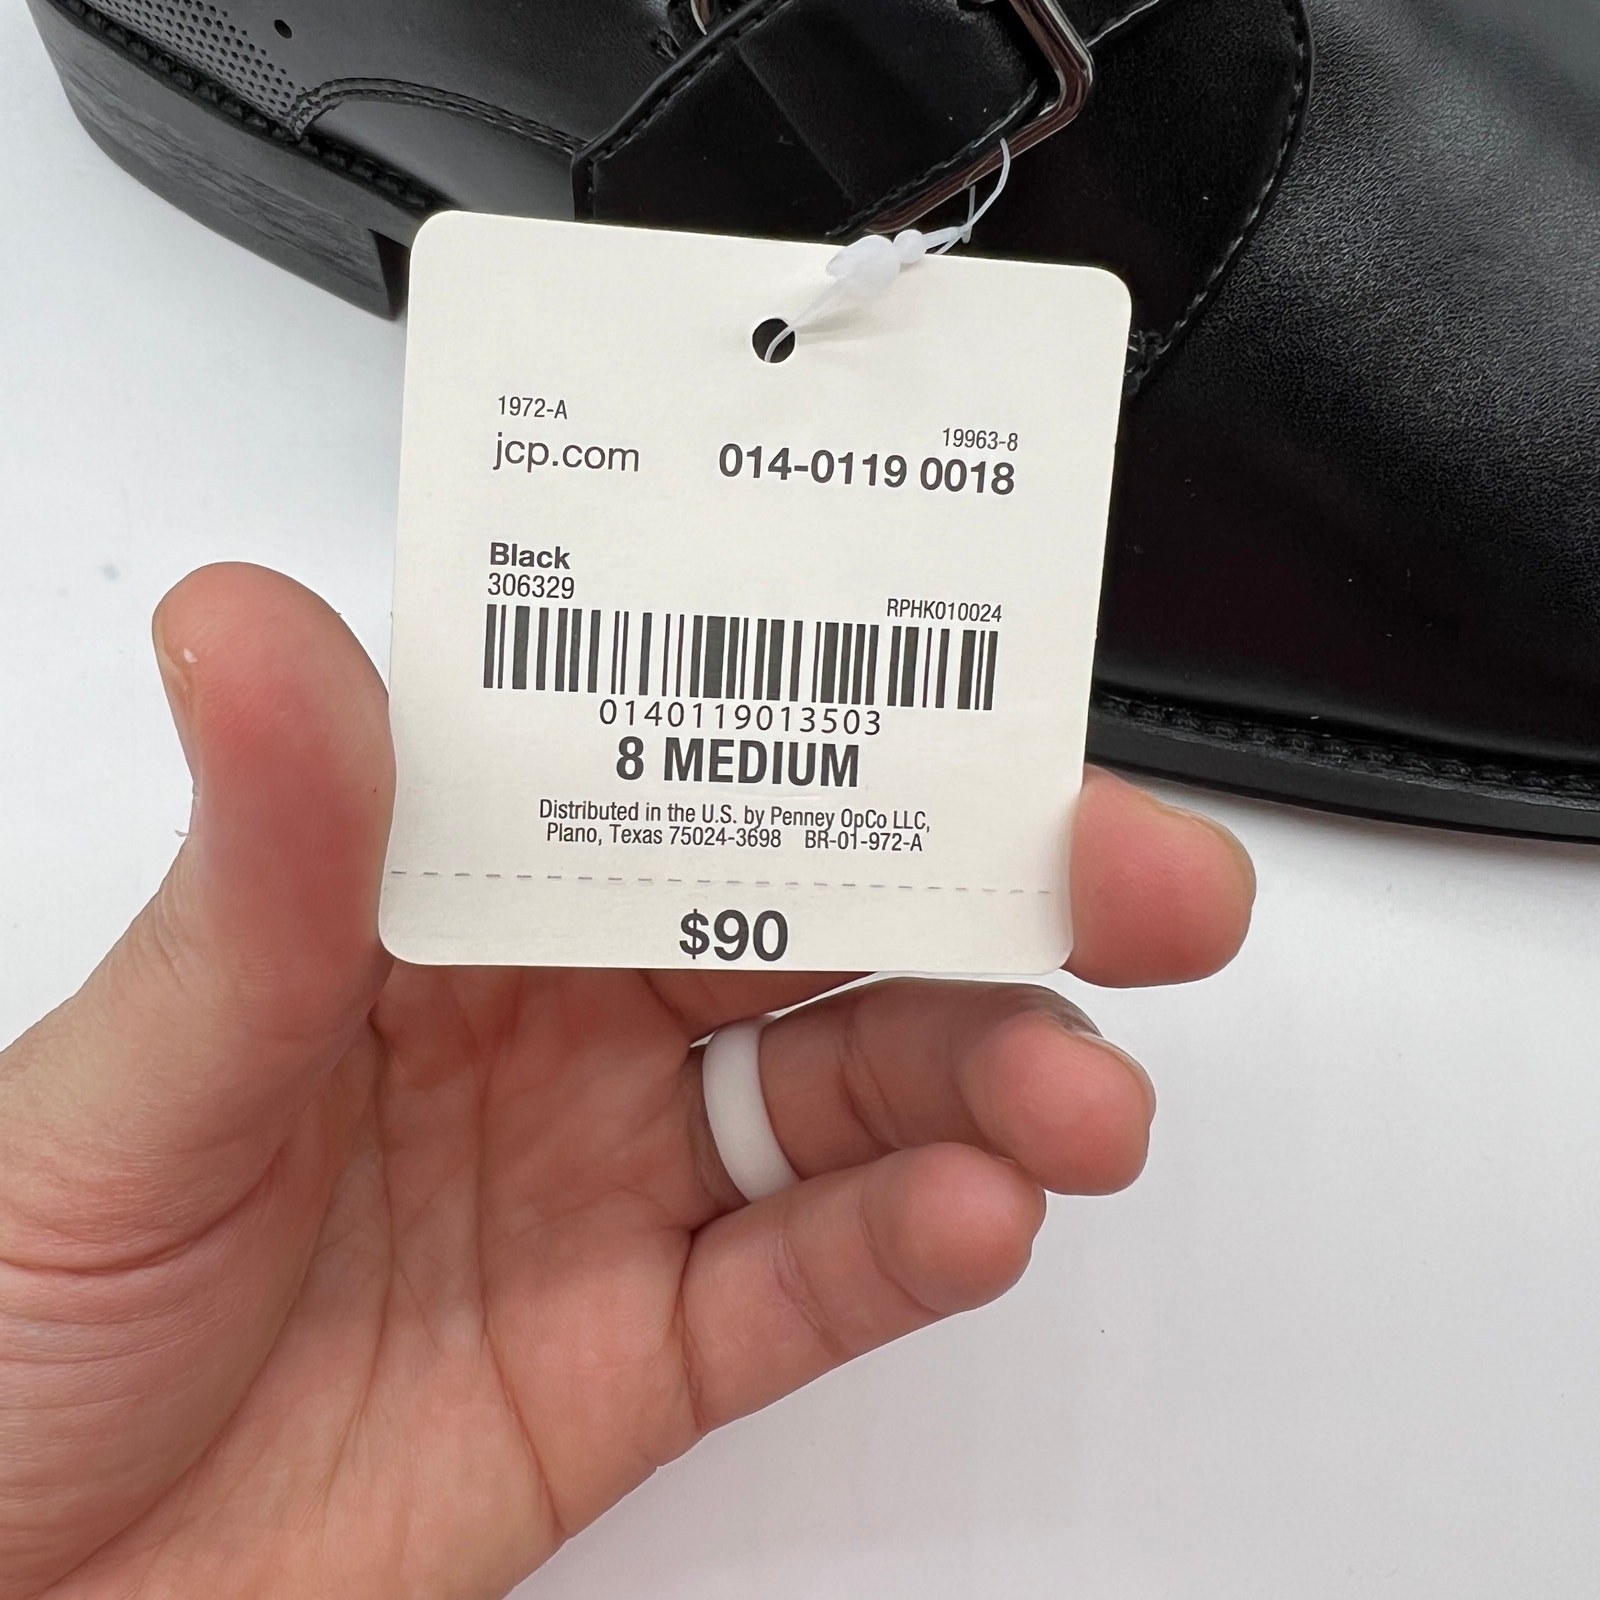 1972-A
19963-8
jcp.com 014-0119 0018
Black
306329
RPHK010024
0140119013503
8 MEDIUM
Distributed in the U.S. by Penney OpCo LLC,
Plano, Texas 75024-3698 BR-01-972-A
$90